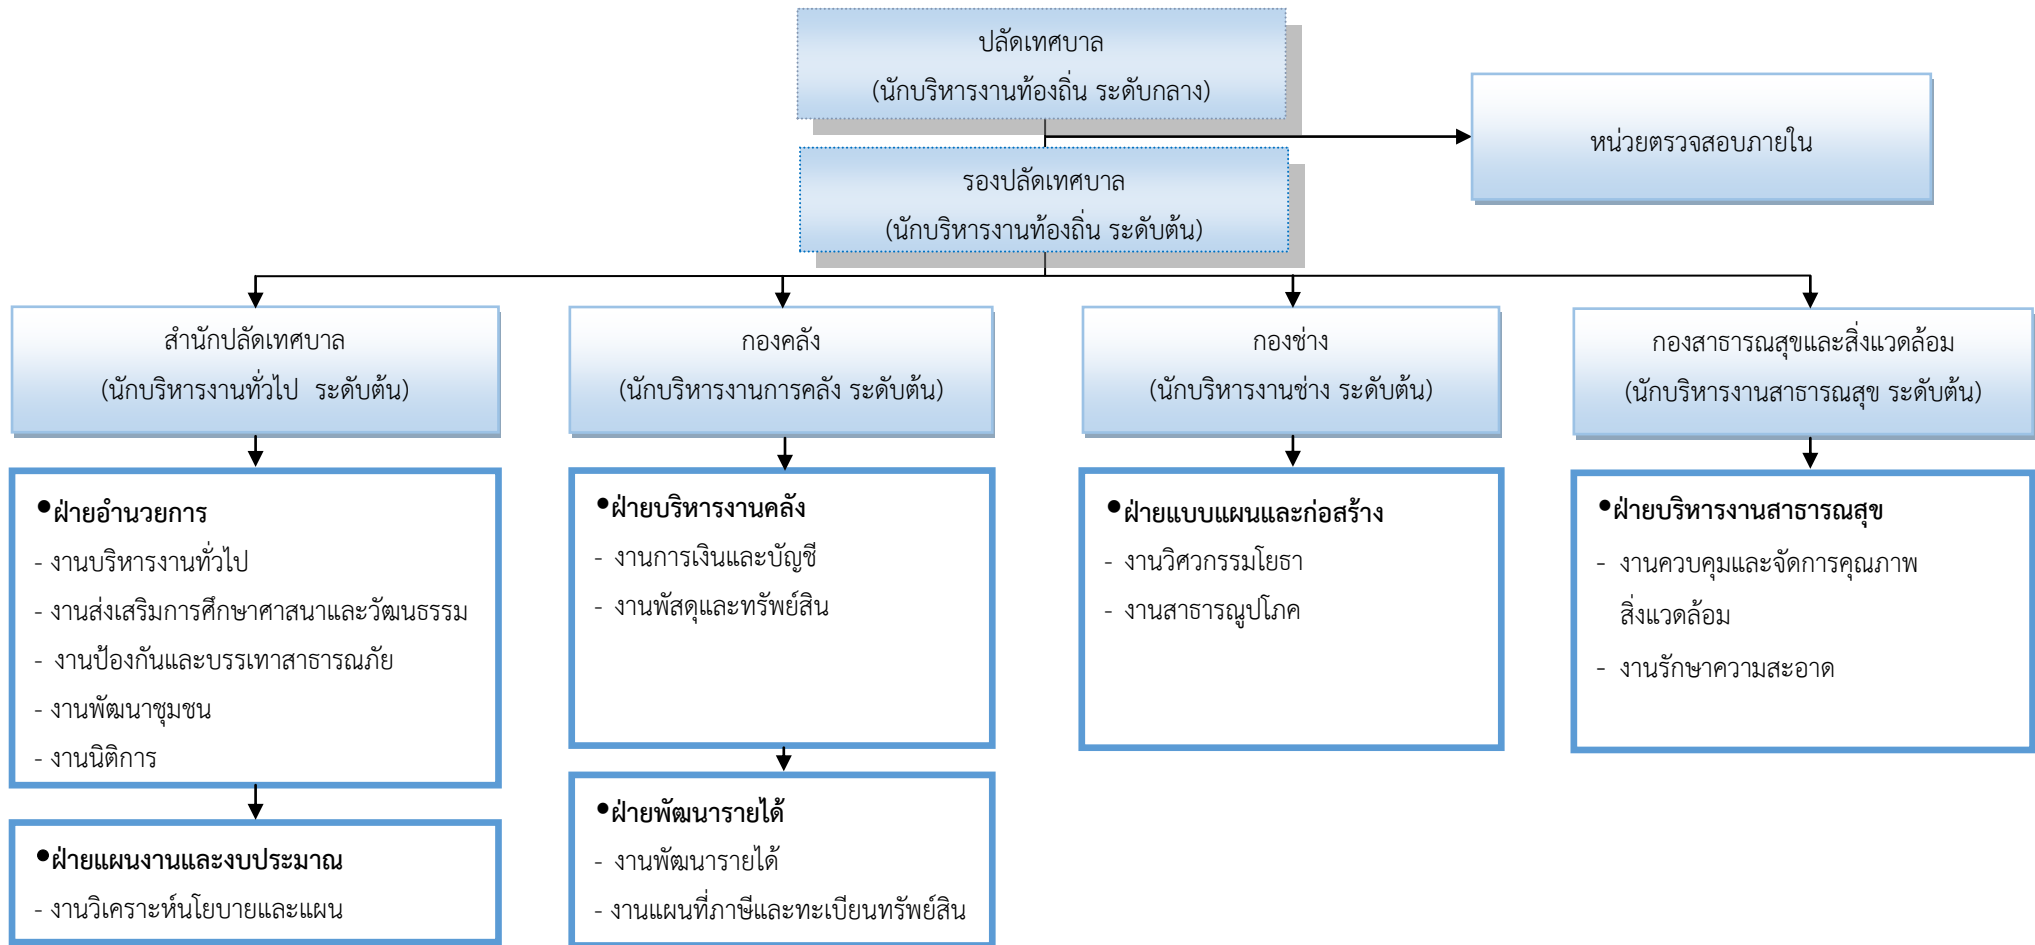 ปลัดเทศบาล
(นักบริหารงานท้องถิ่น ระดับกลาง)
หน่วยตรวจสอบภายใน
รองปลัดเทศบาล
(นักบริหารงานท้องถิ่น ระดับต้น)
สำนักปลัดเทศบาล
(นักบริหารงานทั่วไป ระดับต้น)
กองคลัง
(นักบริหารงานการคลัง ระดับต้น)
กองช่าง
(นักบริหารงานช่าง ระดับต้น)
กองสาธารณสุขและสิ่งแวดล้อม
(นักบริหารงานสาธารณสุข ระดับต้น)
•ฝ่ายอำนวยการ
- งานบริหารงานทั่วไป
- งานส่งเสริมการศึกษาศาสนาและวัฒนธรรม
- งานป้องกันและบรรเทาสาธารณภัย
- งานพัฒนาชุมชน
- งานนิติการ
•ฝ่ายแผนงานและงบประมาณ
- งานวิเคราะห์นโยบายและแผน
•ฝ่ายบริหารงานคลัง
- งานการเงินและบัญชี
- งานพัสดุและทรัพย์สิน
•ฝ่ายพัฒนารายได้
- งานพัฒนารายได้
- งานแผนที่ภาษีและทะเบียนทรัพย์สิน
•ฝ่ายแบบแผนและก่อสร้าง
- งานวิศวกรรมโยธา
- งานสาธารณูปโภค
•ฝ่ายบริหารงานสาธารณสุข
- งานควบคุมและจัดการคุณภาพ
สิ่งแวดล้อม
- งานรักษาความสะอาด